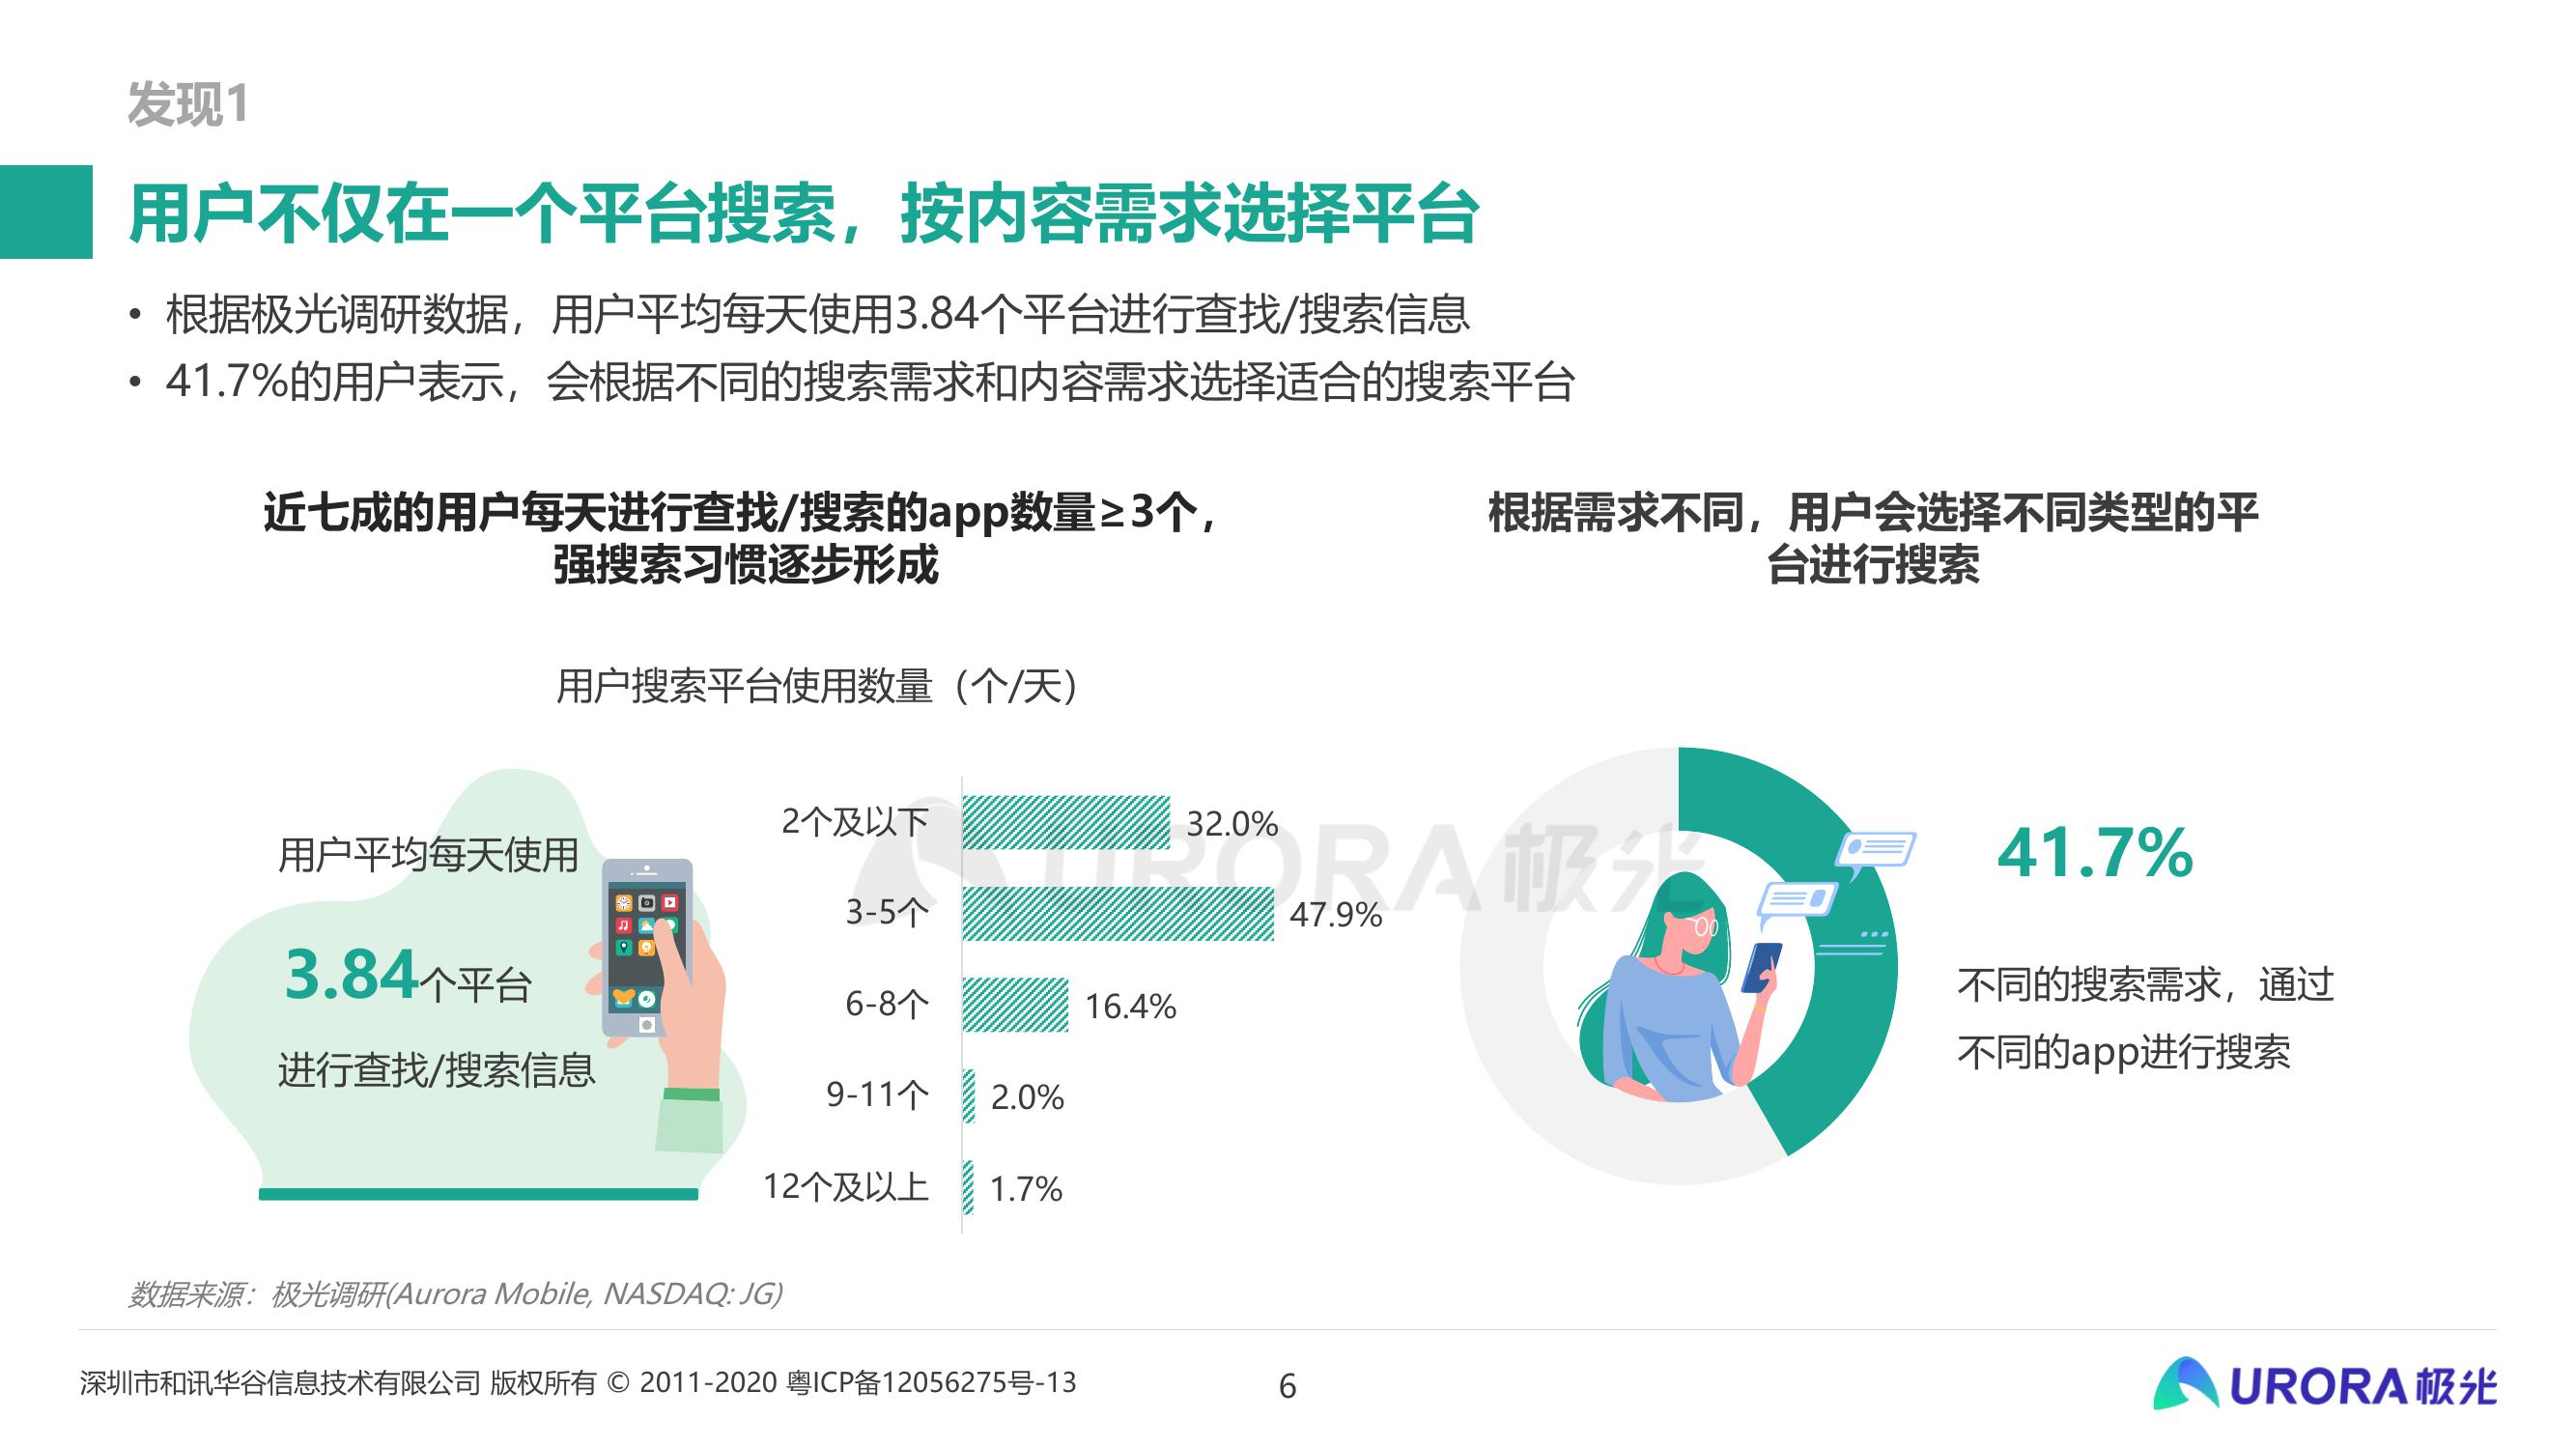 发现1
用户不仅在一个平台搜索，按内容需求选择平台
• 根据极光调研数据，用户平均每天使用3.84个平台进行查找/搜索信息
• 41.7%的用户表示，会根据不同的搜索需求和内容需求选择适合的搜索平台
近七成的用户每天进行查找/搜索的app数量≥3个，
强搜索习惯逐步形成
用户搜索平台使用数量（个/天）
用户平均每天使用
3.84个平台
进行查找/搜索信息
2个及以下 32.0%
3-5个 47.9%
6-8个 16.4%
9-11个 2.0%
12个及以上 1.7%
根据需求不同，用户会选择不同类型的平
台进行搜索
41.7%
不同的搜索需求，通过
不同的app进行搜索
URORA极光
数据来源：极光调研(Aurora Mobile, NASDAQ: JG)
深圳市和讯华谷信息技术有限公司 版权所有 © 2011-2020 粤ICP备12056275号-13
6
URORA极光